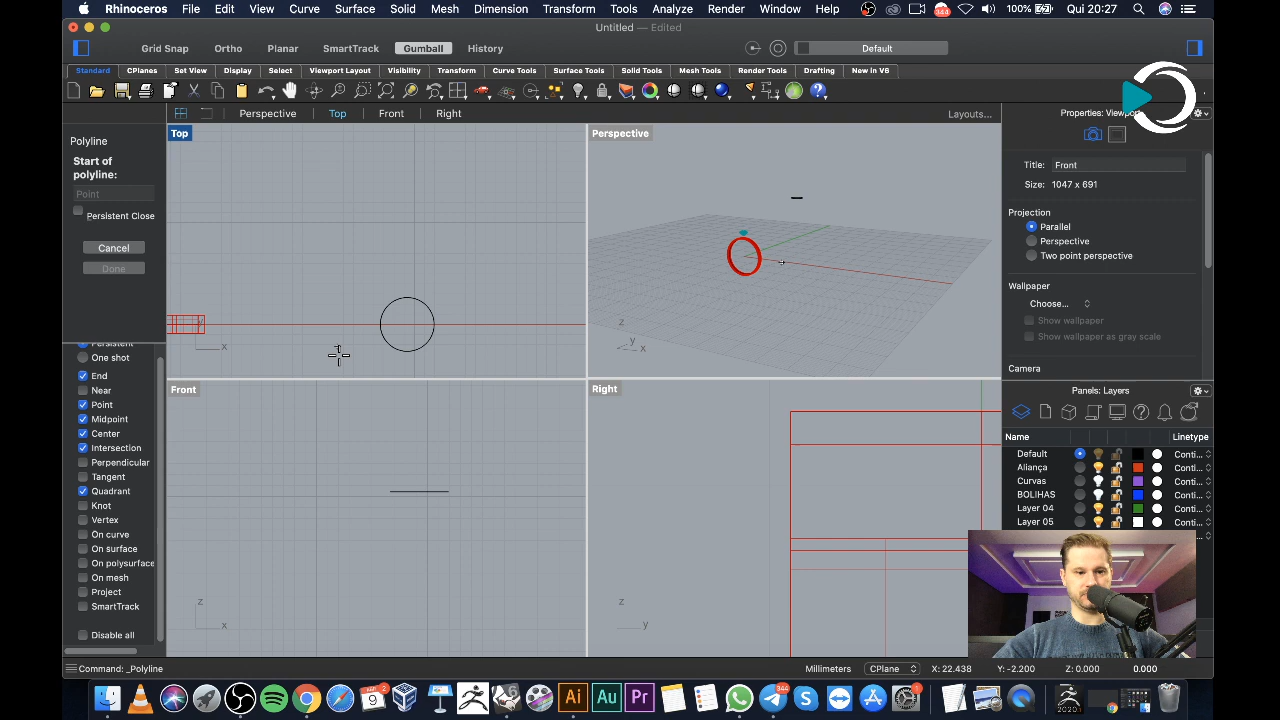 Rhinoceros File Edit View Curve Surface Solid Mesh Dimension Transform Tools Analyze Render Window Help 344 100% Qui 20:27
Untitled — Edited
Grid Snap Ortho Planar SmartTrack Gumball History Default
Standard CPlanes Set View Display Select Viewport Layout Visibility Transform Curve Tools Surface Tools Solid Tools Mesh Tools Render Tools Drafting New in V6
Perspective Top Front Right Layouts...
Properties: Viewport
Polyline
Start of
polyline:
Point
Persistent Close
Cancel
Done
Persistent
One shot
End
Near
Point
Midpoint
Center
Intersection
Perpendicular
Tangent
Quadrant
Knot
Vertex
On curve
On surface
On polysurface
On mesh
Project
SmartTrack
Disable all
Top
y
x
Perspective
z
y
x
Front
z
x
Right
z
y
Title: Front
Size: 1047 x 691
Projection
Parallel
Perspective
Two point perspective
Wallpaper
Choose...
Show wallpaper
Show wallpaper as gray scale
Camera
Panels: Layers
Name Linetype
Default Conti...
Aliança Conti...
Curvas Conti...
BOLIHAS Conti...
Layer 04 Conti...
Layer 05 Conti...
Command: _Polyline Millimeters CPlane X: 22.438 Y: -2.200 Z: 0.000 0.000
9 6 Ai Au Pr 344 1 2020.1